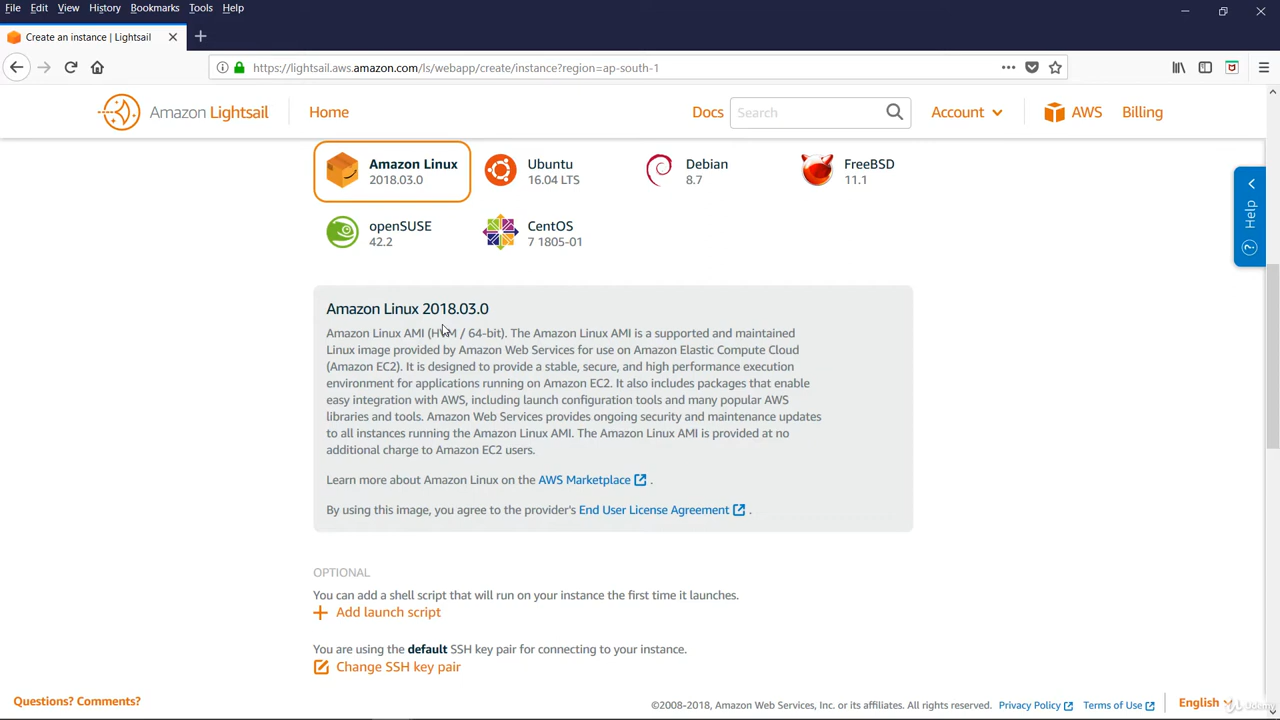 File Edit View History Bookmarks Tools Help
Create an instance | Lightsail
https://lightsail.aws.amazon.com/ls/webapp/create/instance?region=ap-south-1
Amazon Lightsail Home Docs Search Account AWS Billing
Amazon Linux Ubuntu Debian FreeBSD
2018.03.0 16.04 LTS 8.7 11.1
openSUSE CentOS
42.2 7 1805-01
Help
Amazon Linux 2018.03.0
Amazon Linux AMI (HVM / 64-bit). The Amazon Linux AMI is a supported and maintained
Linux image provided by Amazon Web Services for use on Amazon Elastic Compute Cloud
(Amazon EC2). It is designed to provide a stable, secure, and high performance execution
environment for applications running on Amazon EC2. It also includes packages that enable
easy integration with AWS, including launch configuration tools and many popular AWS
libraries and tools. Amazon Web Services provides ongoing security and maintenance updates
to all instances running the Amazon Linux AMI. The Amazon Linux AMI is provided at no
additional charge to Amazon EC2 users.
Learn more about Amazon Linux on the AWS Marketplace .
By using this image, you agree to the provider's End User License Agreement .
OPTIONAL
You can add a shell script that will run on your instance the first time it launches.
+ Add launch script
You are using the default SSH key pair for connecting to your instance.
Change SSH key pair
Questions? Comments? ©2008-2018, Amazon Web Services, Inc. or its affiliates. All rights reserved. Privacy Policy Terms of Use English
Udemy